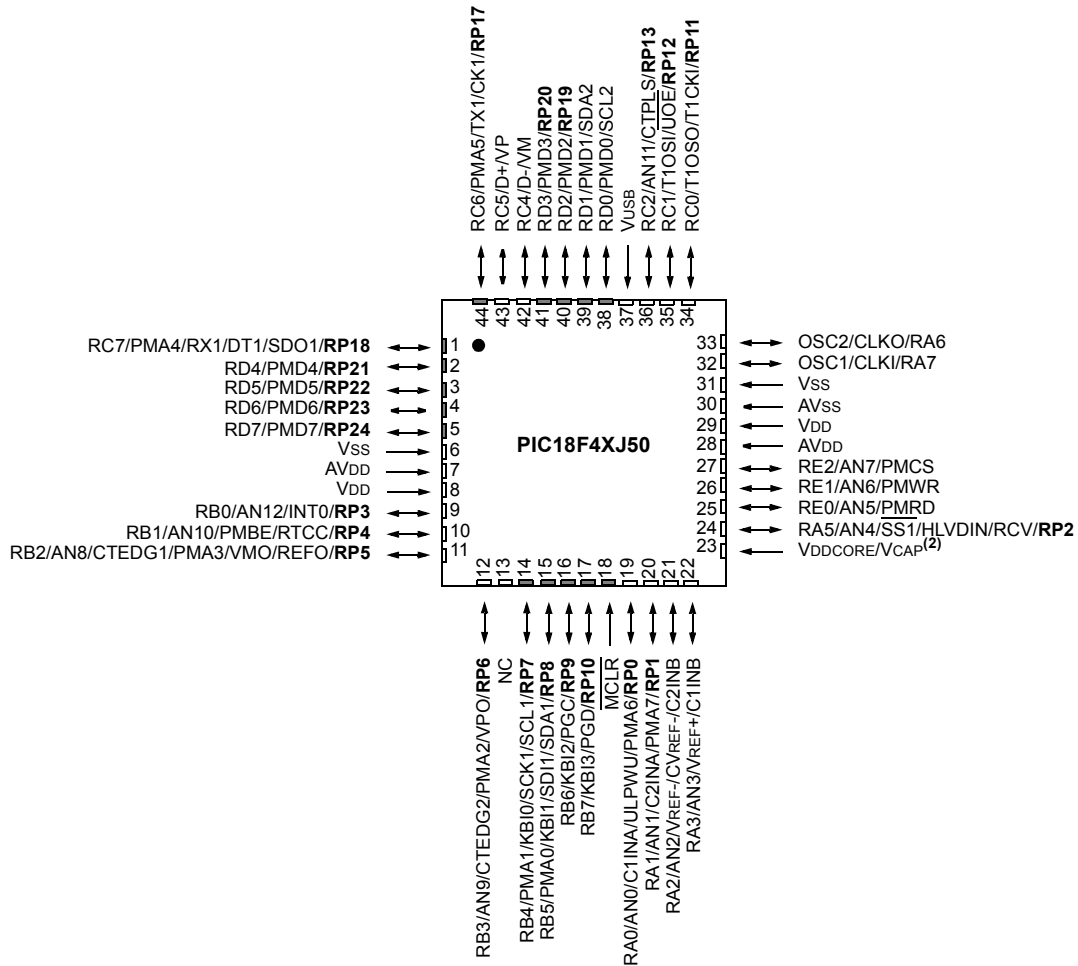 RC6/PMA5/TX1/CK1/RP17
RC5/D+/VP
RC4/D-/VM
RD3/PMD3/RP20
RD2/PMD2/RP19
RD1/PMD1/SDA2
RD0/PMD0/SCL2
VUSB
RC2/AN11/CTPLS/RP13
RC1/T1OSI/UOE/RP12
RC0/T1OSO/T1CKI/RP11
44
43
42
41
40
39
38
37
36
35
34
RC7/PMA4/RX1/DT1/SDO1/RP18 1
RD4/PMD4/RP21 2
RD5/PMD5/RP22 3
RD6/PMD6/RP23 4
RD7/PMD7/RP24 5
VSS 6
AVDD 7
VDD 8
RB0/AN12/INT0/RP3 9
RB1/AN10/PMBE/RTCC/RP4 10
RB2/AN8/CTEDG1/PMA3/VMO/REFO/RP5 11
PIC18F4XJ50
33 OSC2/CLKO/RA6
32 OSC1/CLKI/RA7
31 VSS
30 AVSS
29 VDD
28 AVDD
27 RE2/AN7/PMCS
26 RE1/AN6/PMWR
25 RE0/AN5/PMRD
24 RA5/AN4/SS1/HLVDIN/RCV/RP2
23 VDDCORE/VCAP(2)
12
13
14
15
16
17
18
19
20
21
22
RB3/AN9/CTEDG2/PMA2/VPO/RP6
NC
RB4/PMA1/KBI0/SCK1/SCL1/RP7
RB5/PMA0/KBI1/SDI1/SDA1/RP8
RB6/KBI2/PGC/RP9
RB7/KBI3/PGD/RP10
MCLR
RA0/AN0/C1INA/ULPWU/PMA6/RP0
RA1/AN1/C2INA/PMA7/RP1
RA2/AN2/VREF-/CVREF-/C2INB
RA3/AN3/VREF+/C1INB